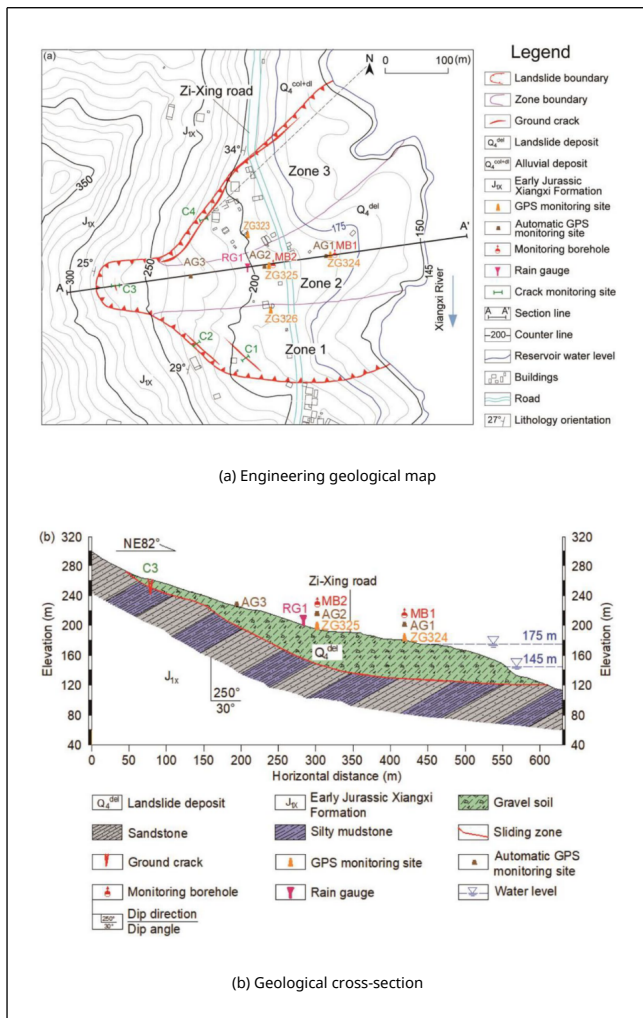 (a)
N
0 100 (m)
Q₄ᶜᵒˡ⁺ᵈˡ
Zi-Xing road
J₁ₓ
34°
Zone 3
350
C4
Q₄ᵈᵉˡ
ZG323
175
J₁ₓ
150
A'
25°
250
AG3
RG1
AG2
MB2
ZG325
AG1
MB1
ZG324
145
A
300
C3
200
Zone 2
Xiangxi River
ZG326
C2
C1
Zone 1
J₁ₓ
29°
Legend
Landslide boundary
Zone boundary
Ground crack
Q₄ᵈᵉˡ Landslide deposit
Q₄ᶜᵒˡ⁺ᵈˡ Alluvial deposit
J₁ₓ Early Jurassic
Xiangxi Formation
GPS monitoring site
Automatic GPS
monitoring site
Monitoring borehole
Rain gauge
Crack monitoring site
A A' Section line
200 Counter line
Reservoir water level
Buildings
Road
27° Lithology orientation
(a) Engineering geological map
(b)
320 NE82° 320
280 C3 Zi-Xing road 280
240 AG3 RG1 MB2 AG2 ZG325 MB1 AG1 ZG324 240
200 175 m 200
160 Q₄ᵈᵉˡ 145 m 160
120 J₁ₓ 250° 120
80 30° 80
40 40
Elevation (m)
Elevation (m)
0 50 100 150 200 250 300 350 400 450 500 550 600
Horizontal distance (m)
Q₄ᵈᵉˡ Landslide deposit
J₁ₓ Early Jurassic Xiangxi
Formation
Gravel soil
Sandstone
Silty mudstone
Sliding zone
Ground crack
GPS monitoring site
Automatic GPS
monitoring site
Monitoring borehole
Rain gauge
Water level
250° Dip direction
30° Dip angle
(b) Geological cross-section